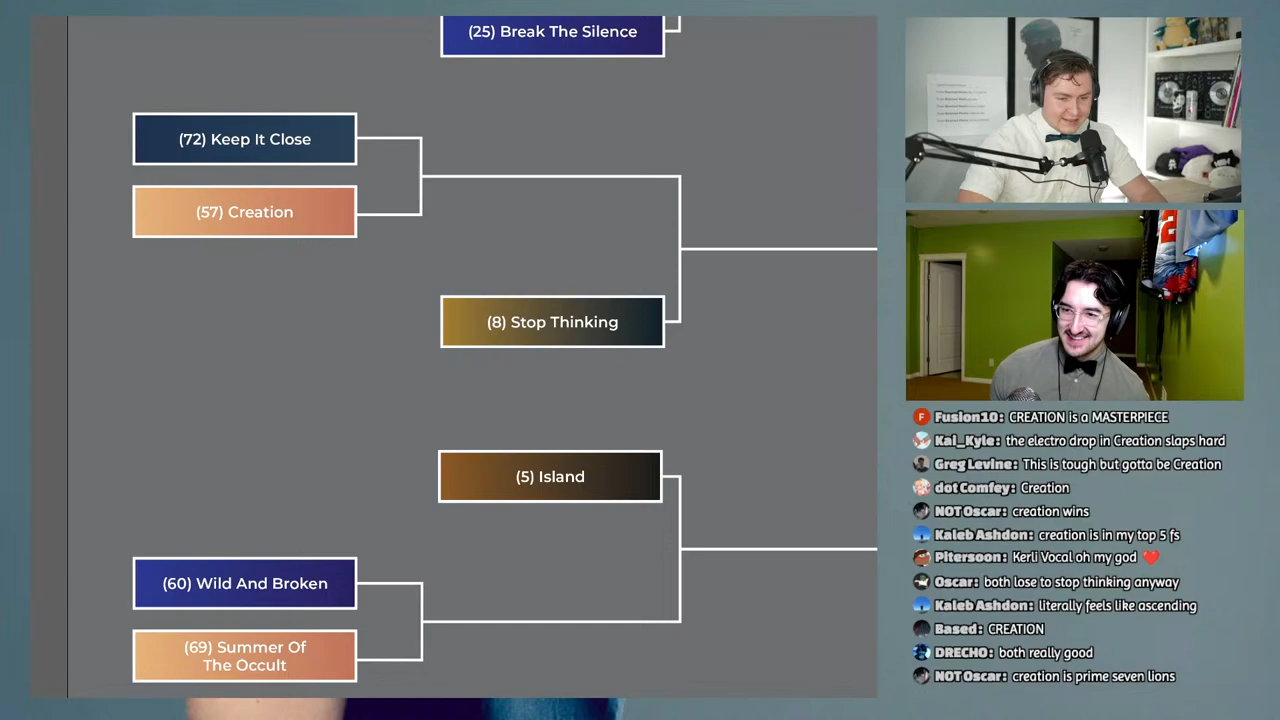 (25) Break The Silence
(72) Keep It Close
(57) Creation
(8) Stop Thinking
(5) Island
(60) Wild And Broken
(69) Summer Of
The Occult
F Fusion10: CREATION is a MASTERPIECE
Kai_Kyle: the electro drop in Creation slaps hard
Greg Levine: This is tough but gotta be Creation
dot Comfey: Creation
NOT Oscar: creation wins
Kaleb Ashdon: creation is in my top 5 fs
Pitersoon: Kerli Vocal oh my god ❤️
Oscar: both lose to stop thinking anyway
Kaleb Ashdon: literally feels like ascending
Based: CREATION
DRECHO: both really good
NOT Oscar: creation is prime seven lions